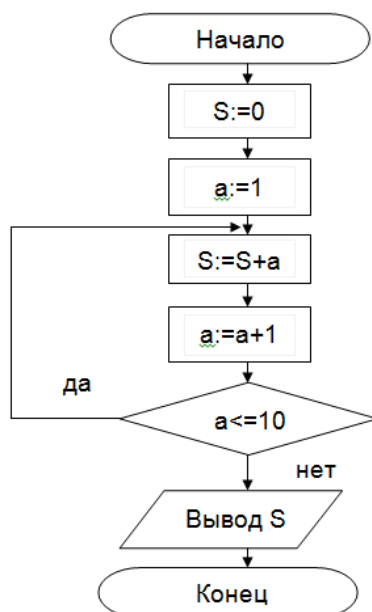 Начало
S:=0
a:=1
S:=S+a
a:=a+1
да
a<=10
нет
Вывод S
Конец